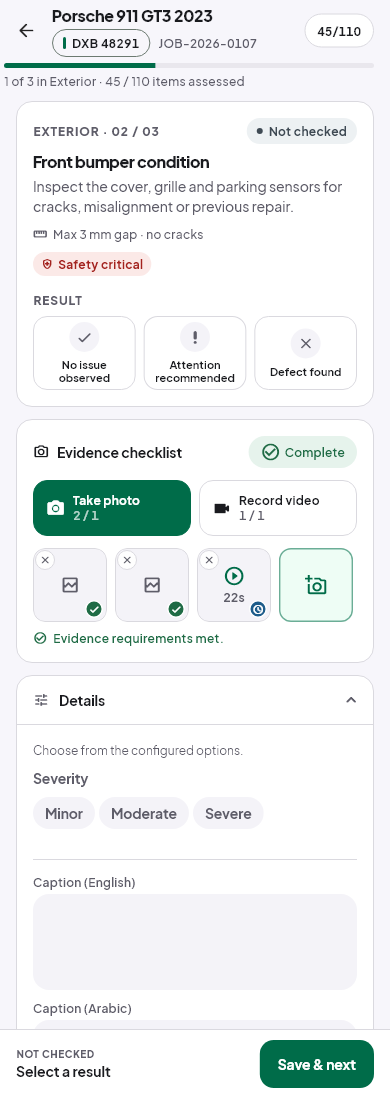 Porsche 911 GT3 2023
DXB 48291 JOB-2026-0107
45/110
1 of 3 in Exterior · 45 / 110 items assessed
EXTERIOR · 02 / 03
Not checked
Front bumper condition
Inspect the cover, grille and parking sensors for
cracks, misalignment or previous repair.
Max 3 mm gap · no cracks
Safety critical
RESULT
No issue
observed
Attention
recommended
Defect found
Evidence checklist
Complete
Take photo
2 / 1
Record video
1 / 1
22s
Evidence requirements met.
Details
Choose from the configured options.
Severity
Minor Moderate Severe
Caption (English)
Caption (Arabic)
NOT CHECKED
Select a result
Save & next